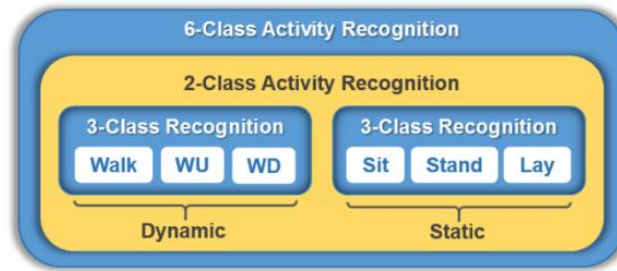 6-Class Activity Recognition
2-Class Activity Recognition
3-Class Recognition
Walk WU WD
Dynamic
3-Class Recognition
Sit Stand Lay
Static